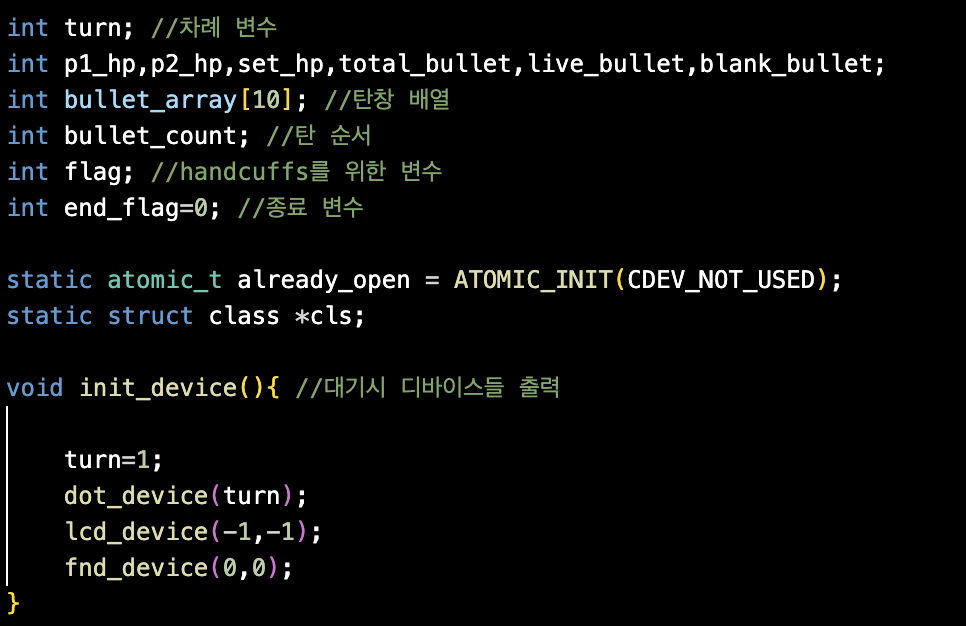 int turn; //차례 변수
int p1_hp,p2_hp,set_hp,total_bullet,live_bullet,blank_bullet;
int bullet_array[10]; //탄창 배열
int bullet_count; //탄 순서
int flag; //handcuffs를 위한 변수
int end_flag=0; //종료 변수
static atomic_t already_open = ATOMIC_INIT(CDEV_NOT_USED);
static struct class *cls;
void init_device(){ //대기시 디바이스들 출력
turn=1;
dot_device(turn);
lcd_device(-1,-1);
fnd_device(0,0);
}